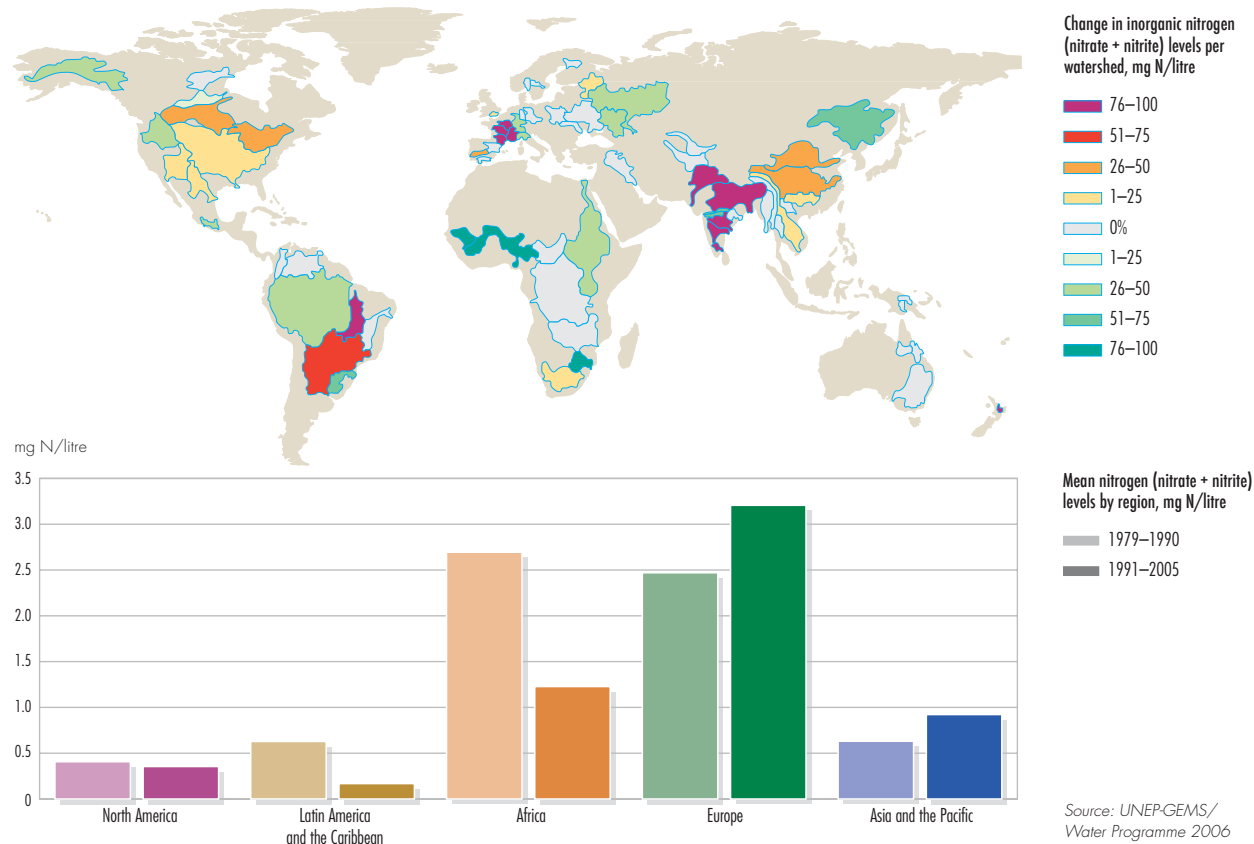 Change in inorganic nitrogen
(nitrate + nitrite) levels per
watershed, mg N/litre
76–100
51–75
26–50
1–25
0%
1–25
26–50
51–75
76–100
mg N/litre
3.5
3.0
2.5
2.0
1.5
1.0
0.5
0
North America
Latin America
and the Caribbean
Africa
Europe
Asia and the Pacific
Mean nitrogen (nitrate + nitrite)
levels by region, mg N/litre
1979–1990
1991–2005
Source: UNEP-GEMS/
Water Programme 2006